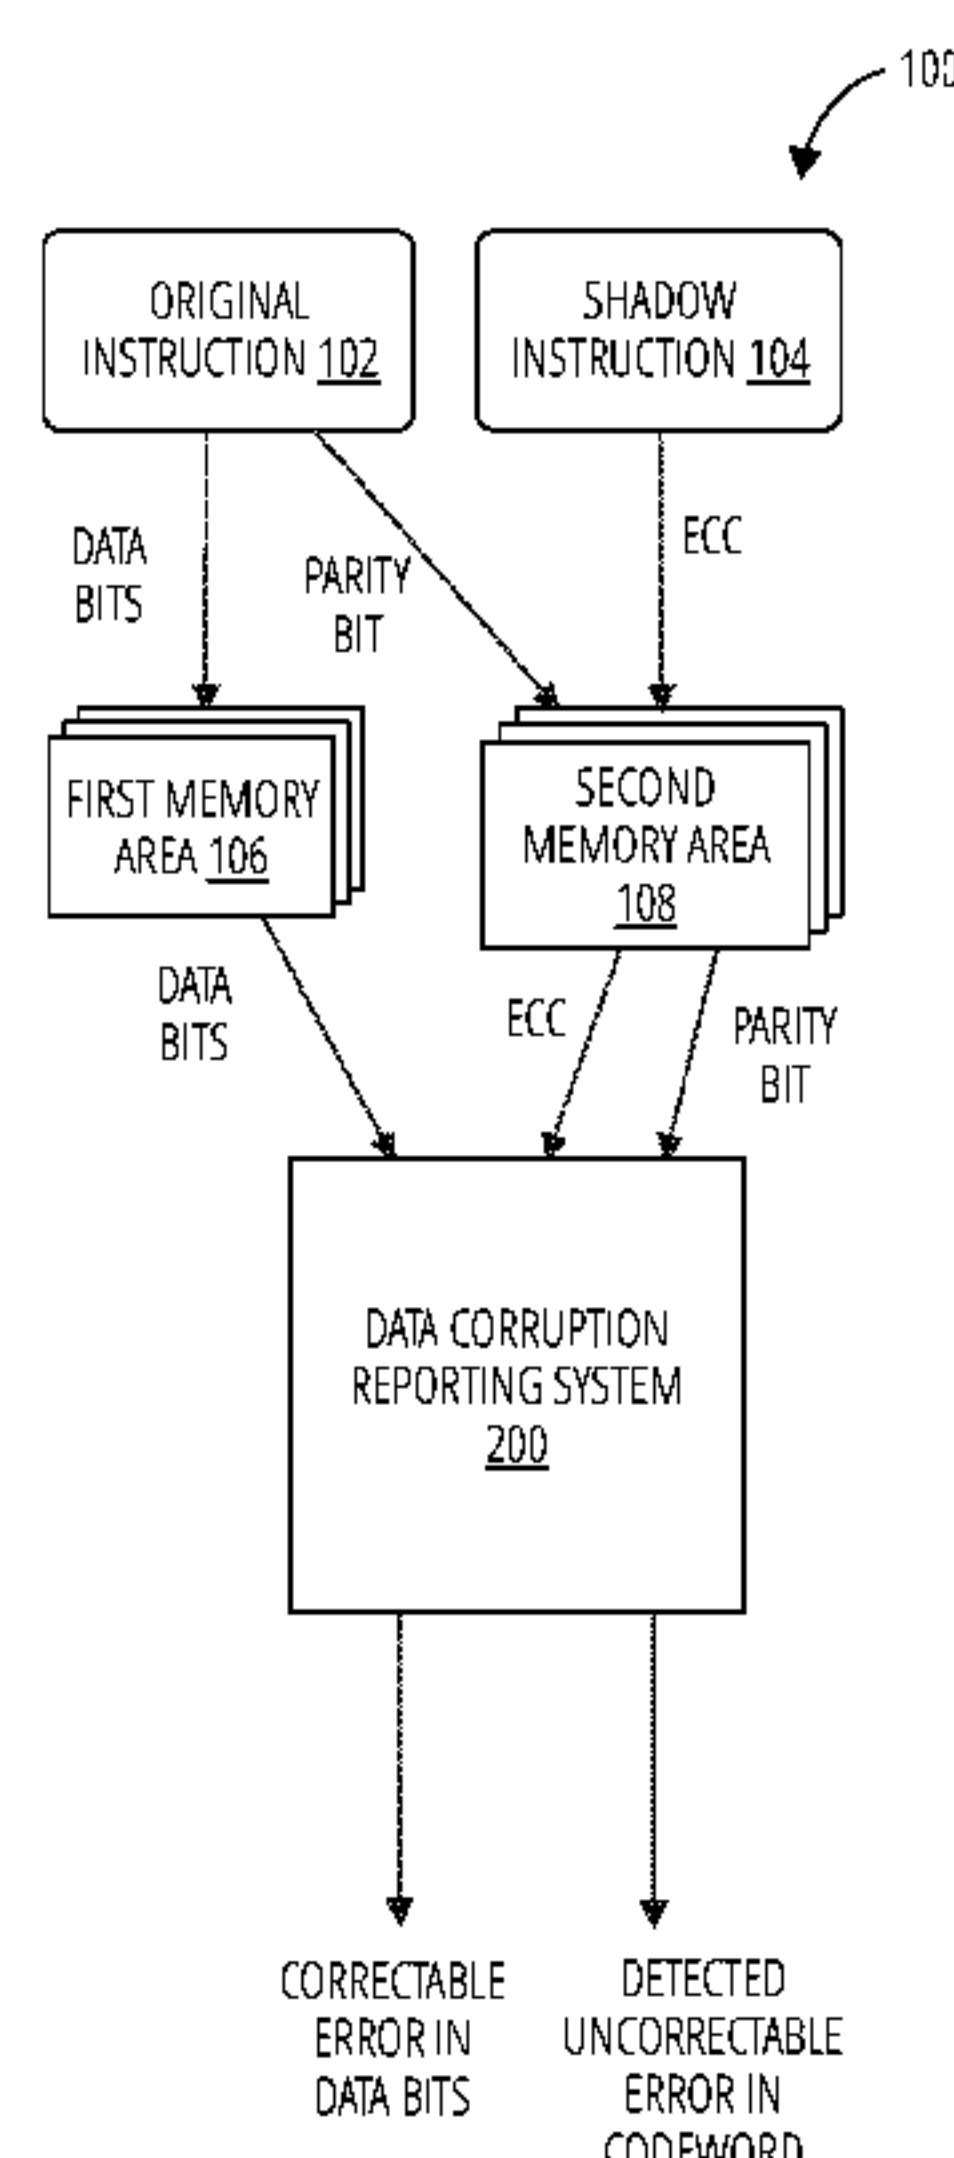 100
ORIGINAL
INSTRUCTION 102
SHADOW
INSTRUCTION 104
DATA
BITS
PARITY
BIT
ECC
FIRST MEMORY
AREA 106
SECOND
MEMORY AREA
108
DATA
BITS
ECC
PARITY
BIT
DATA CORRUPTION
REPORTING SYSTEM
200
CORRECTABLE
ERROR IN
DATA BITS
DETECTED
UNCORRECTABLE
ERROR IN
CODEWORD